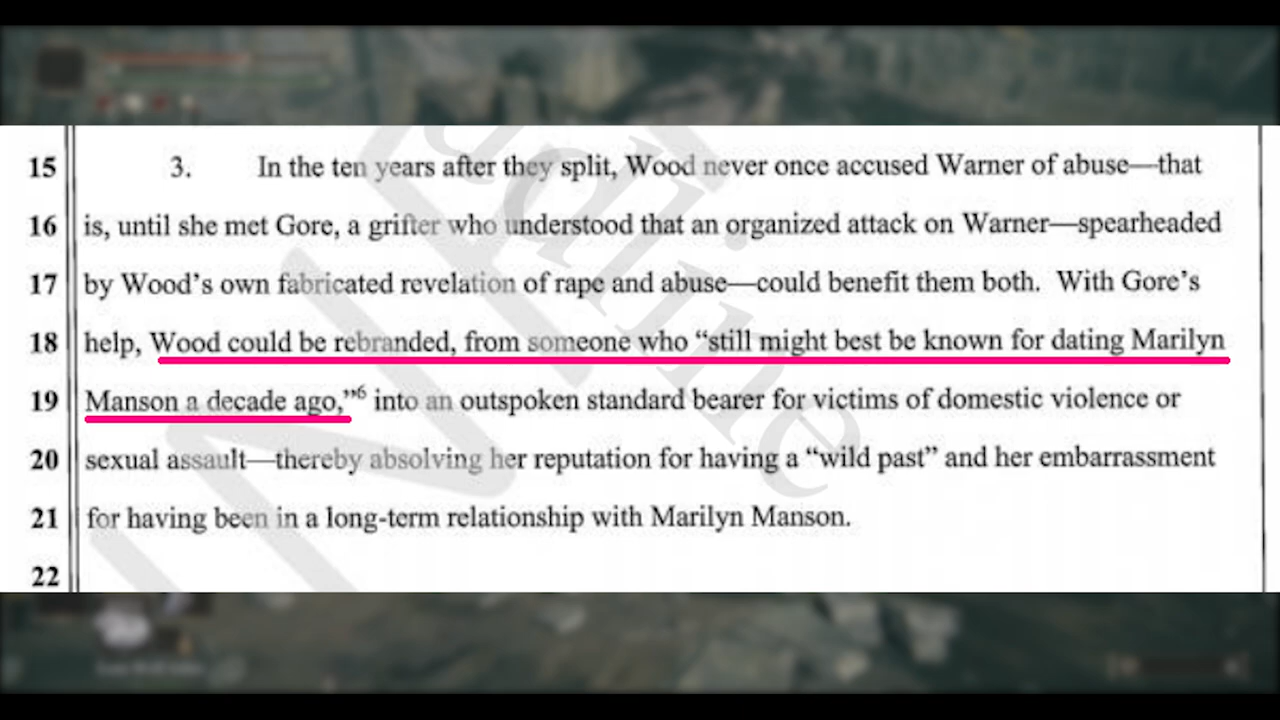 15 3. In the ten years after they split, Wood never once accused Warner of abuse—that
16 is, until she met Gore, a grifter who understood that an organized attack on Warner—spearheaded
17 by Wood's own fabricated revelation of rape and abuse—could benefit them both. With Gore's
18 help, Wood could be rebranded, from someone who “still might best be known for dating Marilyn
19 Manson a decade ago,”6 into an outspoken standard bearer for victims of domestic violence or
20 sexual assault—thereby absolving her reputation for having a “wild past” and her embarrassment
21 for having been in a long-term relationship with Marilyn Manson.
22